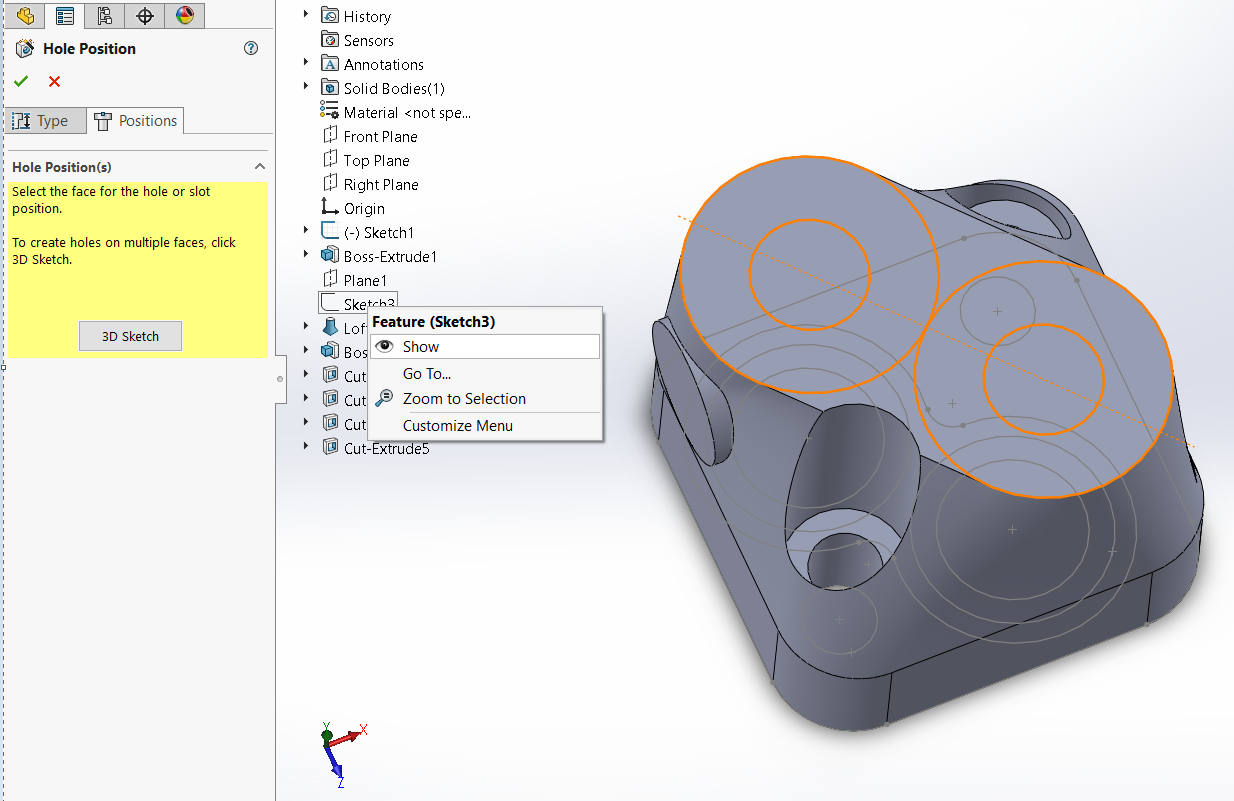 Hole Position
Type
Positions
Hole Position(s)
Select the face for the hole or slot
position.
To create holes on multiple faces, click
3D Sketch.
3D Sketch
History
Sensors
Annotations
Solid Bodies(1)
Material <not spe...
Front Plane
Top Plane
Right Plane
Origin
(-) Sketch1
Boss-Extrude1
Plane1
Sketch3
Lof
Bos
Cut
Cut
Cut
Cut-Extrude5
Feature (Sketch3)
Show
Go To...
Zoom to Selection
Customize Menu
Y
X
Z